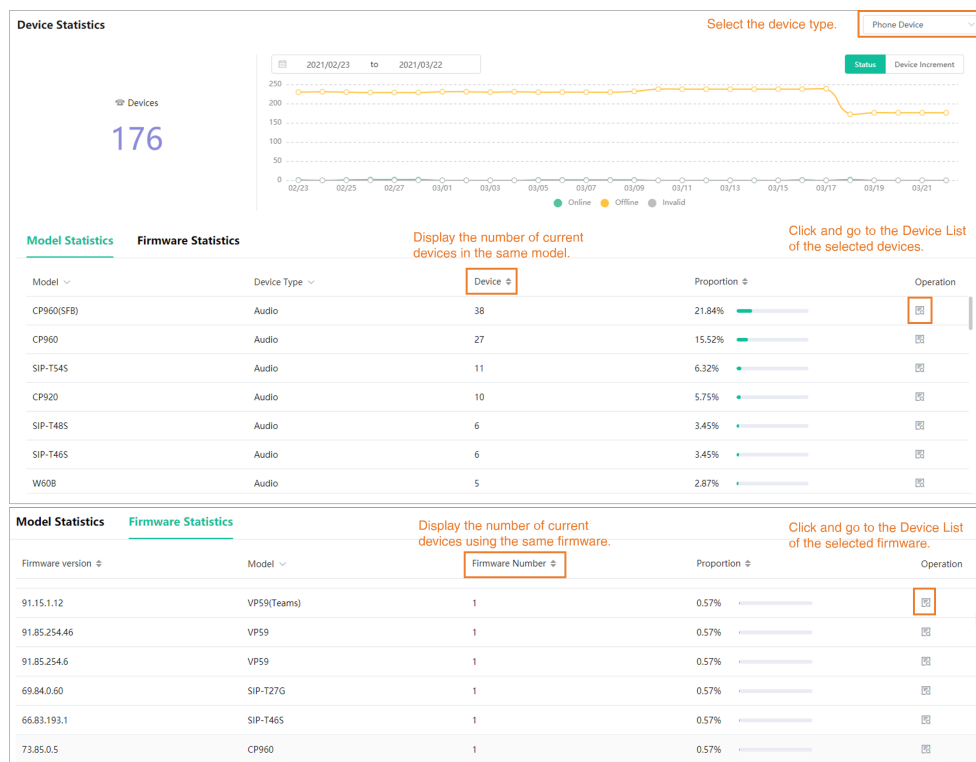 Device Statistics
Select the device type.
Phone Device
2021/02/23 to 2021/03/22
Status Device Increment
Devices
176
250
200
150
100
50
0
02/23 02/25 02/27 03/01 03/03 03/05 03/07 03/09 03/11 03/13 03/15 03/17 03/19 03/21
Online Offline Invalid
Model Statistics Firmware Statistics
Display the number of current
devices in the same model.
Click and go to the Device List
of the selected devices.
Model Device Type Device Proportion Operation
CP960(SFB) Audio 38 21.84%
CP960 Audio 27 15.52%
SIP-T54S Audio 11 6.32%
CP920 Audio 10 5.75%
SIP-T48S Audio 6 3.45%
SIP-T46S Audio 6 3.45%
W60B Audio 5 2.87%
Model Statistics Firmware Statistics
Display the number of current
devices using the same firmware.
Click and go to the Device List
of the selected firmware.
Firmware version Model Firmware Number Proportion Operation
91.15.1.12 VP59(Teams) 1 0.57%
91.85.254.46 VP59 1 0.57%
91.85.254.6 VP59 1 0.57%
69.84.0.60 SIP-T27G 1 0.57%
66.83.193.1 SIP-T46S 1 0.57%
73.85.0.5 CP960 1 0.57%